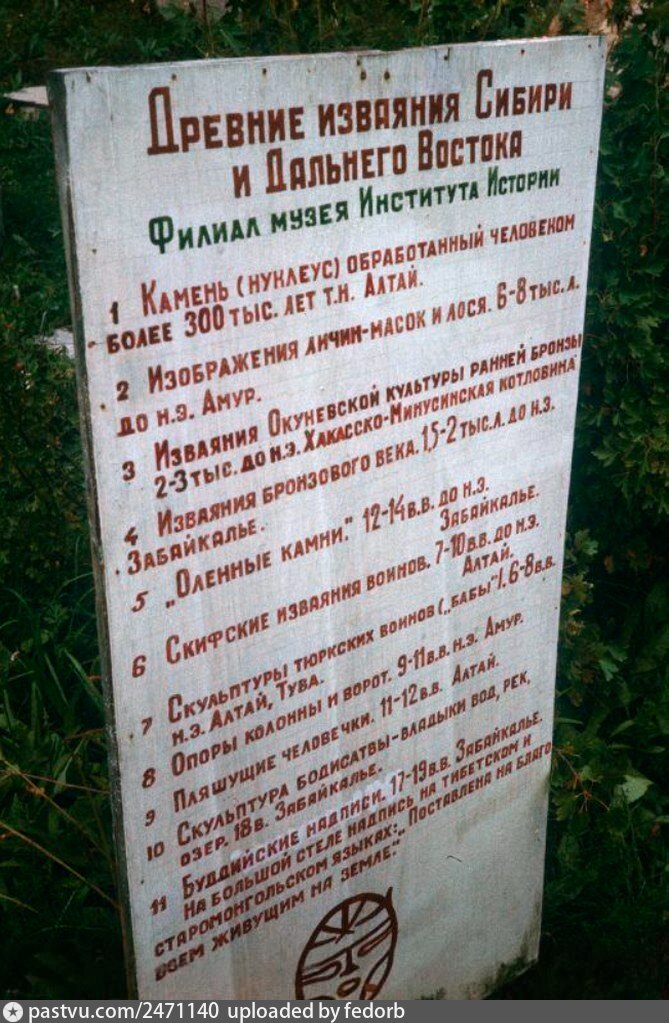 Древние изваяния Сибири
и Дальнего Востока
Филиал музея Института Истории
1 Камень (нуклеус) обработанный человеком
более 300 тыс. лет т.н. Алтай.
2 Изображения личин-масок и лося. 6-8 тыс. л.
до н.э. Амур.
3 Изваяния Окуневской культуры ранней бронзы
2-3 тыс. до н.э. Хакасско-Минусинская котловина
4 Изваяния бронзового века. 1,5-2 тыс. л. до н.э.
Забайкалье.
5 „Оленные камни." 12-14 в.в. до н.э.
Забайкалье.
6 Скифские изваяния воинов. 7-10 в.в. до н.э.
Алтай.
7 Скульптуры тюркских воинов („бабы"). 6-8 в.в.
н.э. Алтай, Тува.
8 Опоры колонны и ворот. 9-11 в.в. н.э. Амур.
9 Пляшущие человечки. 11-12 в.в. Алтай.
10 Скульптура бодисатвы-владыки вод, рек,
озер. 18 в. Забайкалье.
11 Буддийские надписи. 17-19 в.в. Забайкалье.
На большой стеле надпись на тибетском и
старомонгольском языках: „Поставлена на благо
всем живущим на земле".
pastvu.com/2471140 uploaded by fedorb